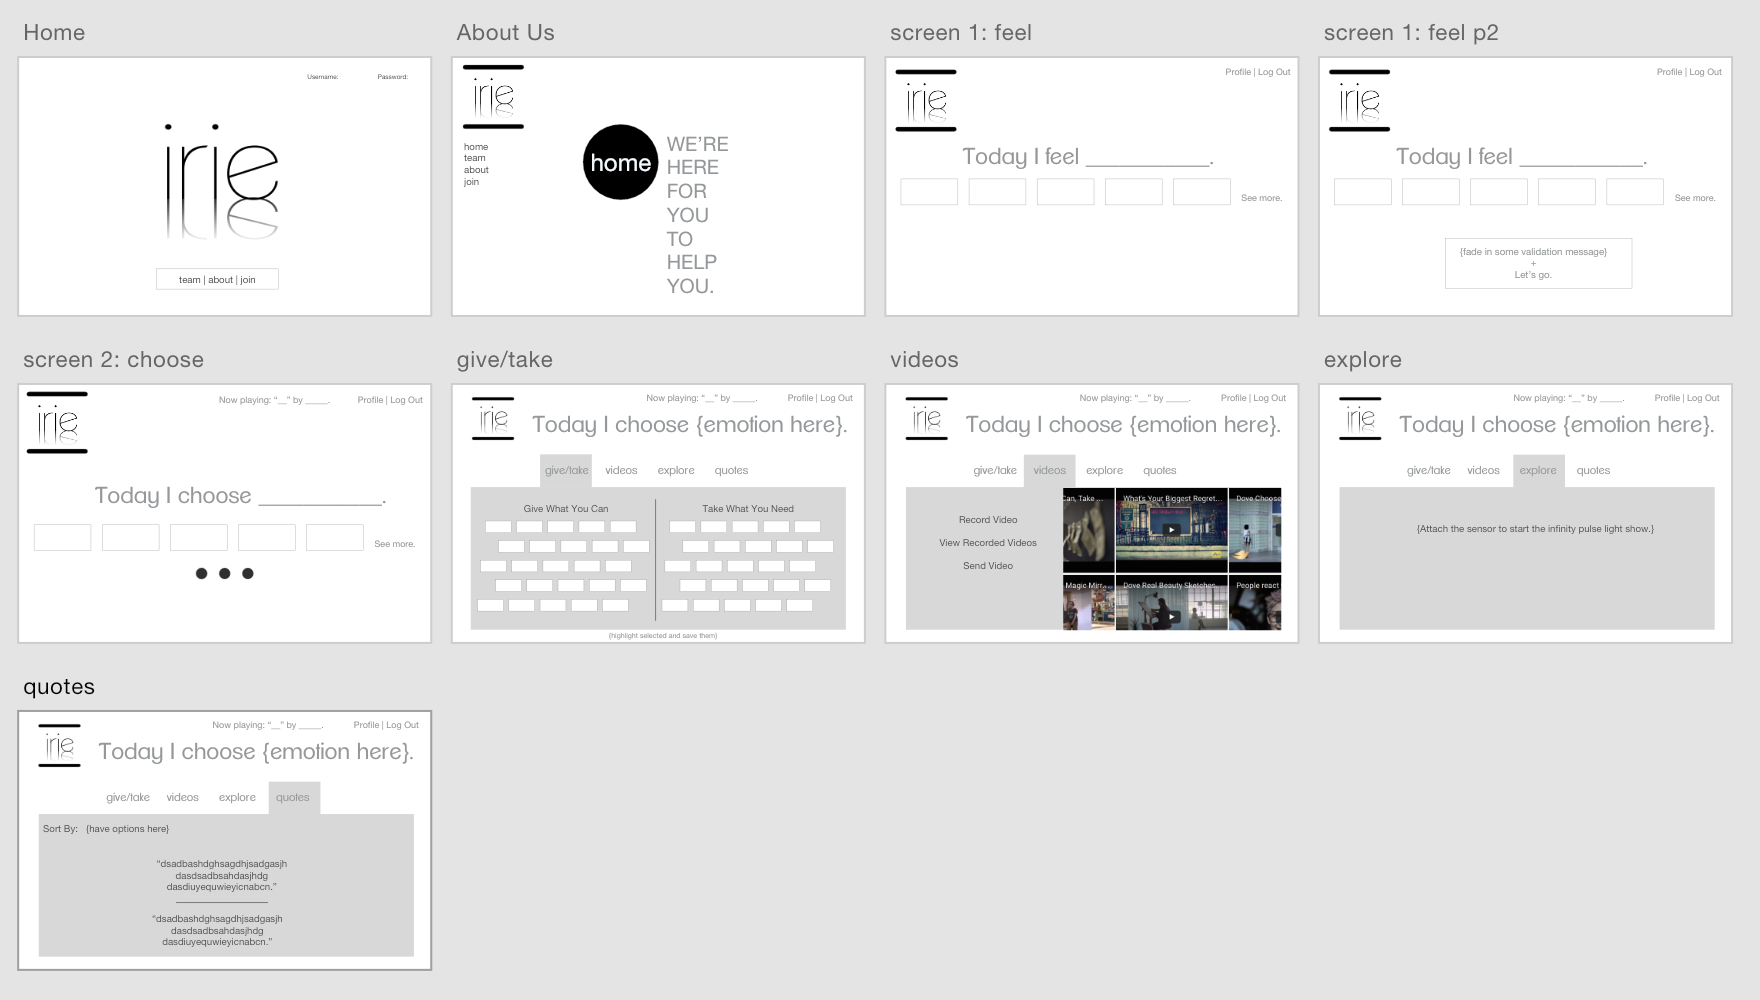 Home
Username:
Password:
irie
team | about | join
About Us
irie
home
team
about
join
home
WE'RE
HERE
FOR
YOU
TO
HELP
YOU.
screen 1: feel
Profile | Log Out
irie
Today I feel ____________.
See more.
screen 1: feel p2
Profile | Log Out
irie
Today I feel ____________.
See more.
{fade in some validation message}
+
Let's go.
screen 2: choose
Now playing: “__” by _____.
Profile | Log Out
irie
Today I choose ____________.
See more.
give/take
Now playing: “__” by _____.
Profile | Log Out
irie
Today I choose {emotion here}.
give/take
videos
explore
quotes
Give What You Can
Take What You Need
{highlight selected and save them}
videos
Now playing: “__” by _____.
Profile | Log Out
irie
Today I choose {emotion here}.
give/take
videos
explore
quotes
Record Video
View Recorded Videos
Send Video
Can, Take ...
What's Your Biggest Regret...
Dove Choose
Magic Mirr...
Dove Real Beauty Sketches...
People react
explore
Now playing: “__” by _____.
Profile | Log Out
irie
Today I choose {emotion here}.
give/take
videos
explore
quotes
{Attach the sensor to start the infinity pulse light show.}
quotes
Now playing: “__” by _____.
Profile | Log Out
irie
Today I choose {emotion here}.
give/take
videos
explore
quotes
Sort By: {have options here}
“dsadbashdghsagdhjsadgasjh
dasdsadbsahdasjhdg
dasdiuyequwieyicnabcn.”
“dsadbashdghsagdhjsadgasjh
dasdsadbsahdasjhdg
dasdiuyequwieyicnabcn.”